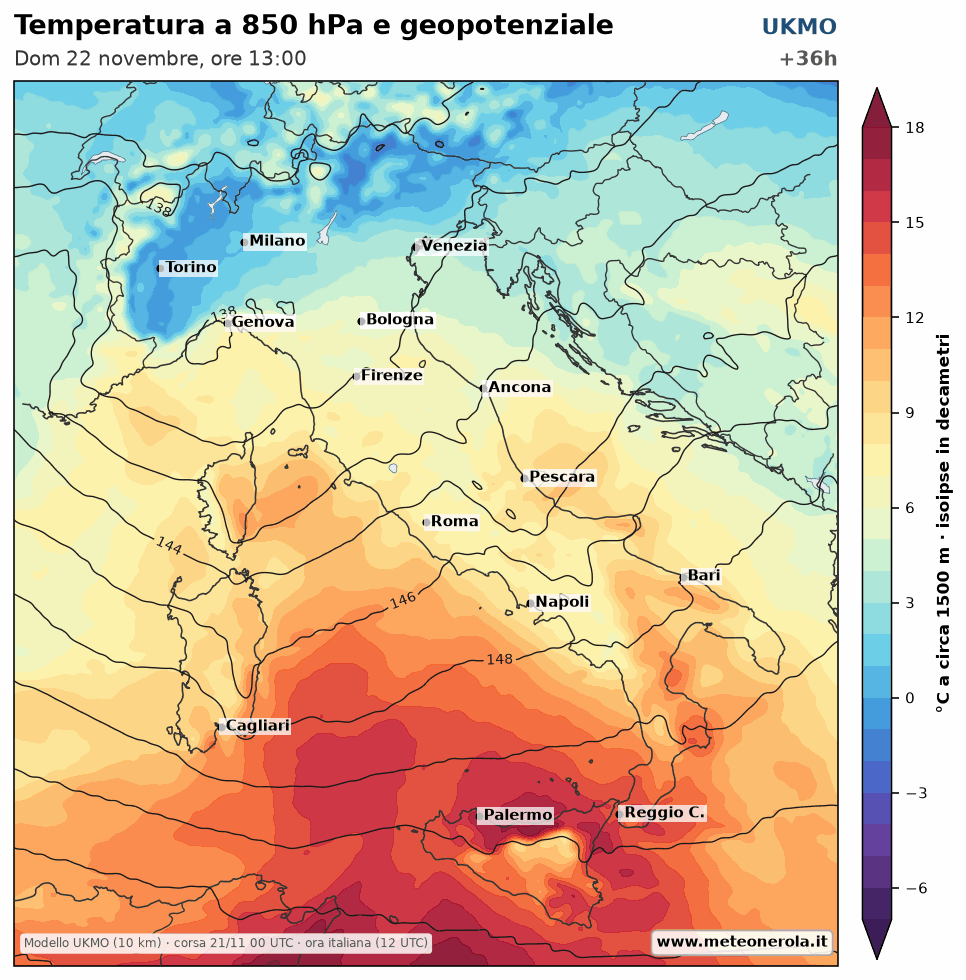 Temperatura a 850 hPa e geopotenziale
UKMO
Dom 22 novembre, ore 13:00
+36h
138
Milano
Venezia
Torino
138
Genova
Bologna
Firenze
Ancona
Pescara
Roma
144
Bari
146
Napoli
148
Cagliari
Palermo
Reggio C.
Modello UKMO (10 km) · corsa 21/11 00 UTC · ora italiana (12 UTC)
www.meteonerola.it
18
15
12
9
6
3
0
−3
−6
°C a circa 1500 m · isoipse in decametri